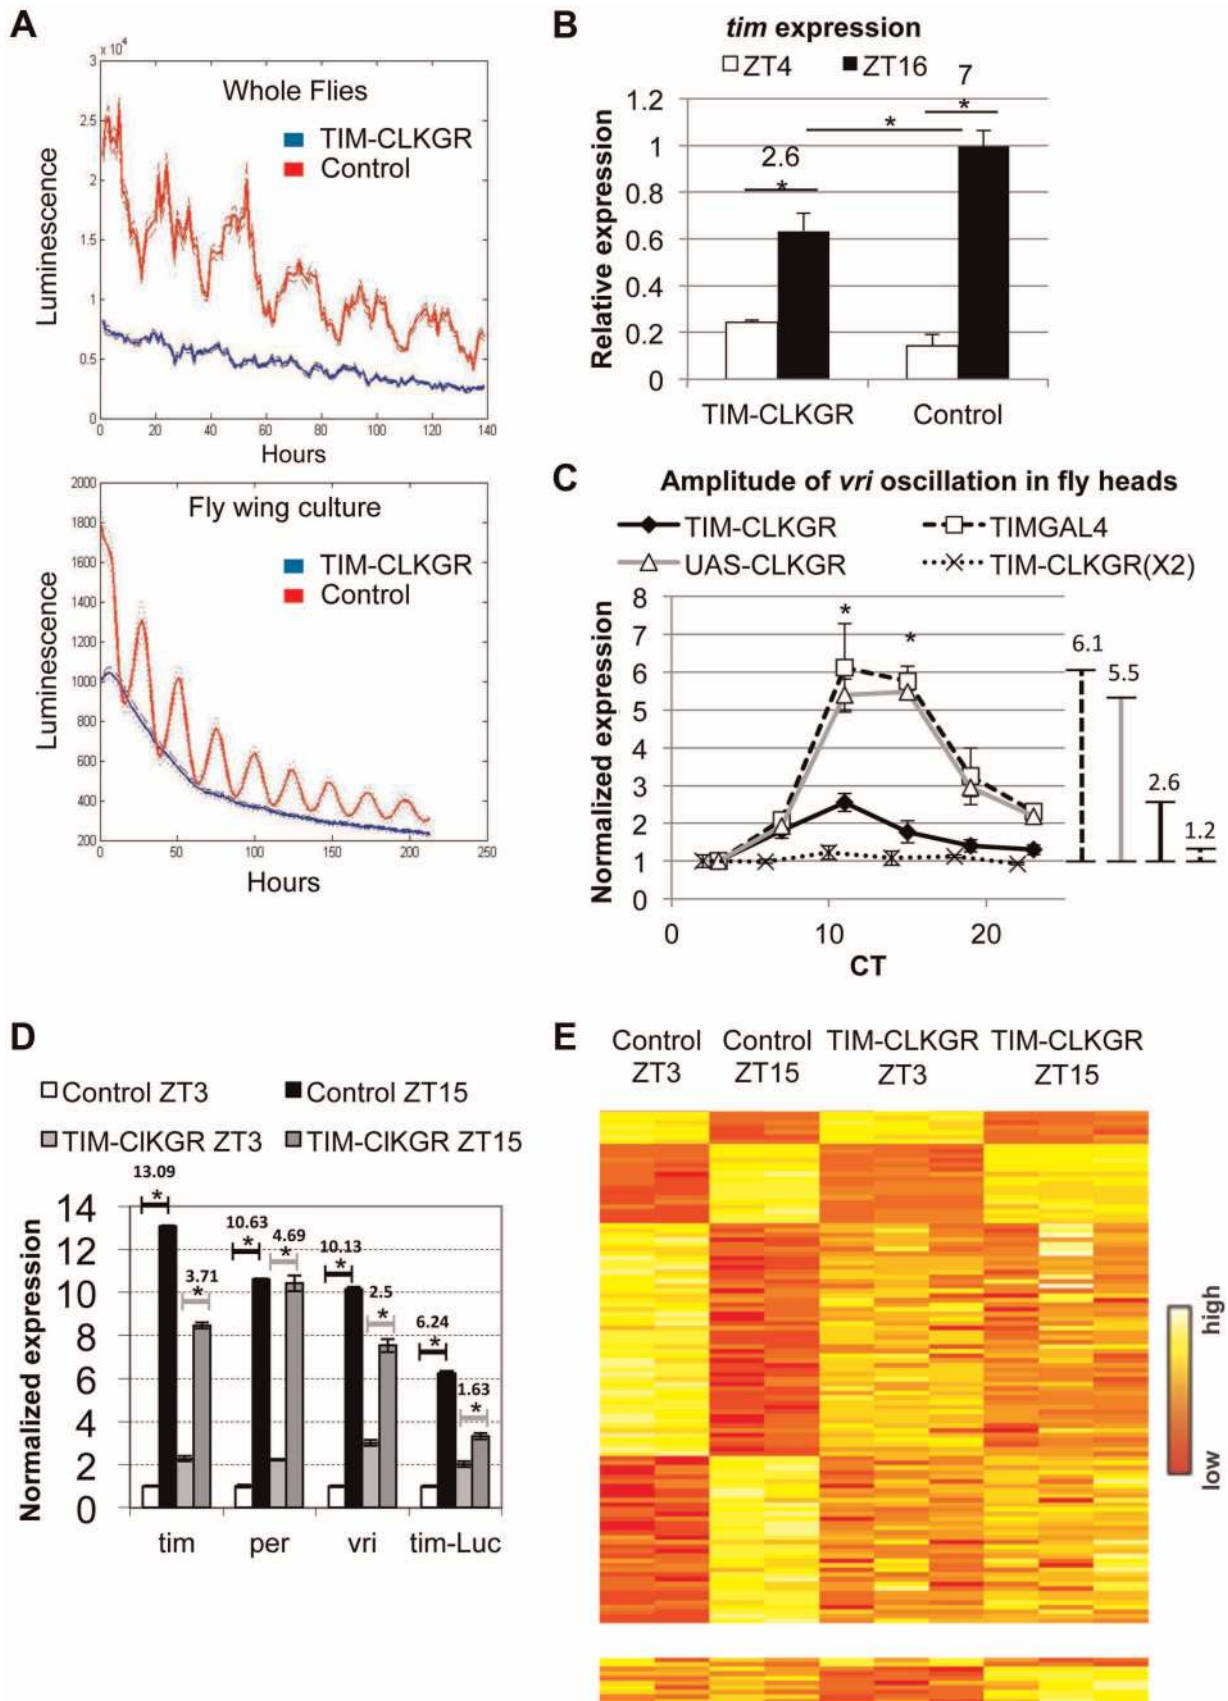 A
x 10⁴
Whole Flies
TIM-CLKGR
Control
Luminescence
3
2.5
2
1.5
1
0.5
0
0 20 40 60 80 100 120 140
Hours
Fly wing culture
TIM-CLKGR
Control
Luminescence
2000
1800
1600
1400
1200
1000
800
600
400
200
0 50 100 150 200 250
Hours
B
tim expression
ZT4 ZT16
7
*
*
2.6
*
Relative expression
1.2
1
0.8
0.6
0.4
0.2
0
TIM-CLKGR Control
C Amplitude of vri oscillation in fly heads
TIM-CLKGR TIMGAL4
UAS-CLKGR TIM-CLKGR(X2)
Normalized expression
8
7
6
5
4
3
2
1
0
* *
6.1
5.5
2.6
1.2
0 10 20
CT
D
Control ZT3 Control ZT15
TIM-ClKGR ZT3 TIM-ClKGR ZT15
Normalized expression
14
12
10
8
6
4
2
0
13.09
*
3.71
*
10.63
*
4.69
*
10.13
*
2.5
*
6.24
*
1.63
*
tim per vri tim-Luc
E
Control Control TIM-CLKGR TIM-CLKGR
ZT3 ZT15 ZT3 ZT15
high
low